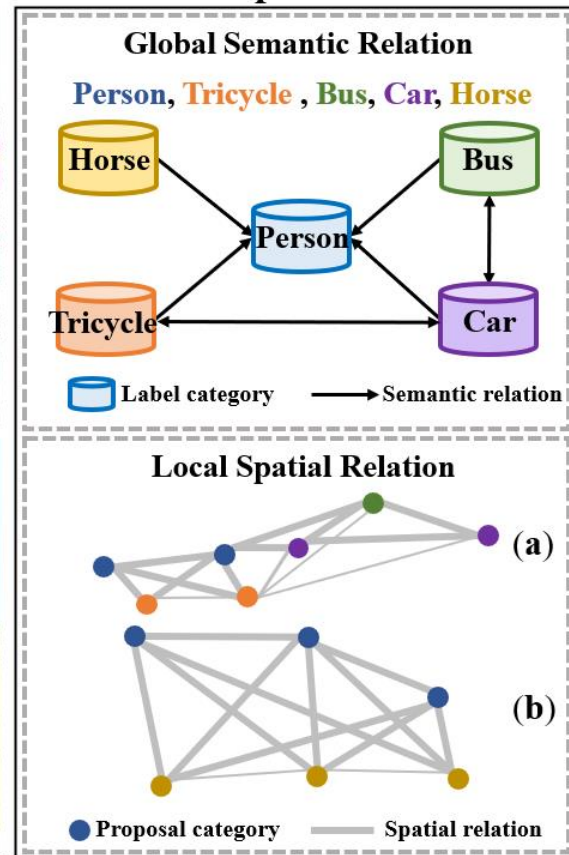 Global Semantic Relation
Person, Tricycle , Bus, Car, Horse
Horse
Bus
Person
Tricycle
Car
Label category
Semantic relation
Local Spatial Relation
(a)
(b)
Proposal category
Spatial relation